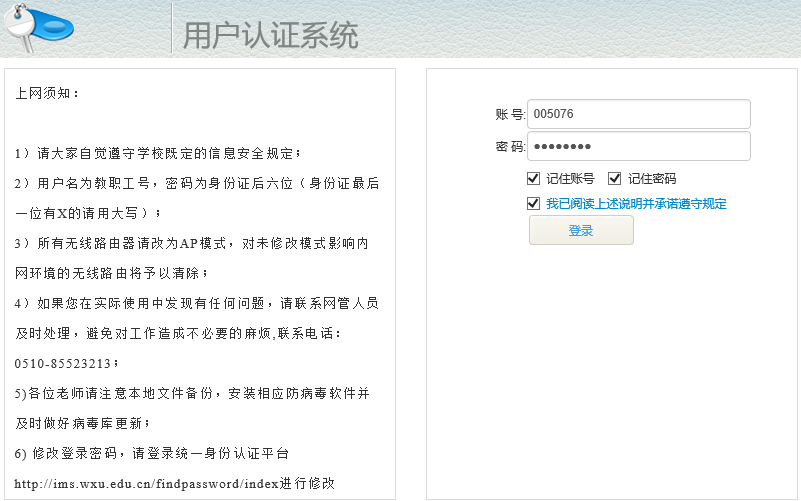 用户认证系统
上网须知：
1）请大家自觉遵守学校既定的信息安全规定；
2）用户名为教职工号，密码为身份证后六位（身份证最后
一位有X的请用大写）；
3）所有无线路由器请改为AP模式，对未修改模式影响内
网环境的无线路由将予以清除；
4）如果您在实际使用中发现有任何问题，请联系网管人员
及时处理，避免对工作造成不必要的麻烦,联系电话：
0510-85523213；
5)各位老师请注意本地文件备份，安装相应防病毒软件并
及时做好病毒库更新；
6) 修改登录密码，请登录统一身份认证平台
http://ims.wxu.edu.cn/findpassword/index进行修改
账 号: 005076
密 码: ●●●●●●●●
记住账号 记住密码
我已阅读上述说明并承诺遵守规定
登录